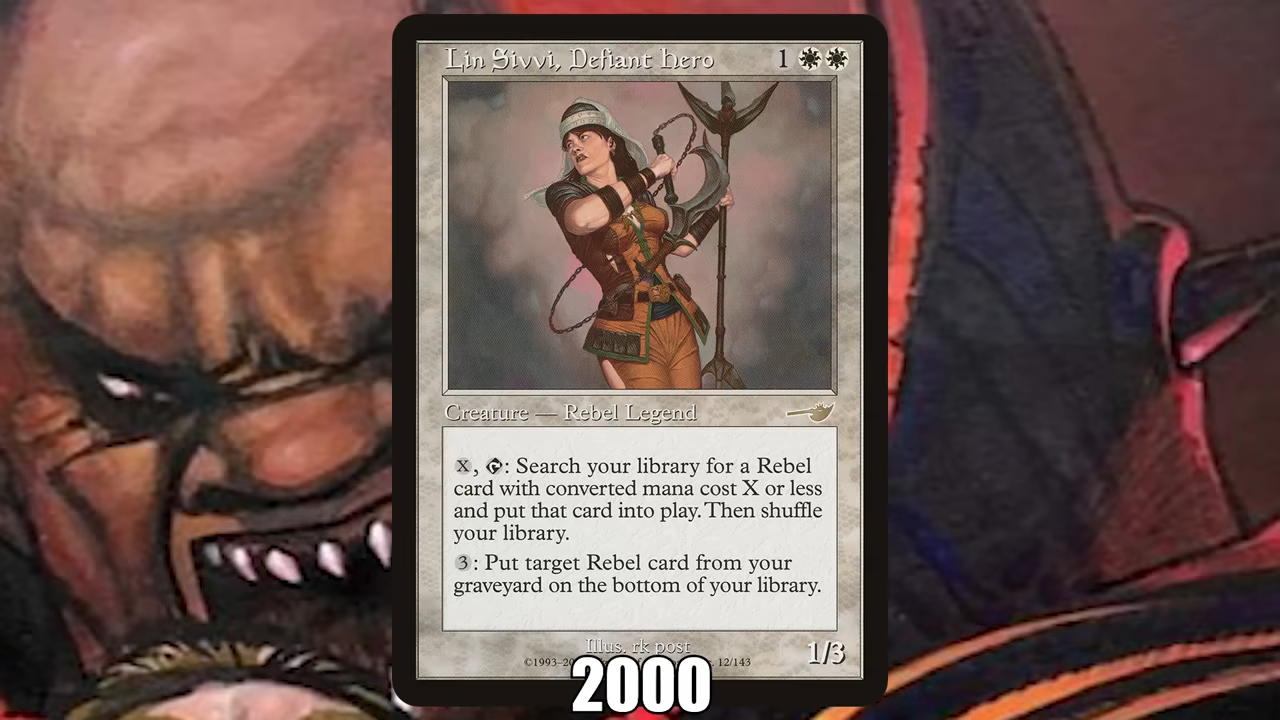 Lin Sivvi, Defiant Hero 1
Creature — Rebel Legend
X, : Search your library for a Rebel
card with converted mana cost X or less
and put that card into play. Then shuffle
your library.
3: Put target Rebel card from your
graveyard on the bottom of your library.
Illus. rk post
1/3
©1993-20 12/143
2000